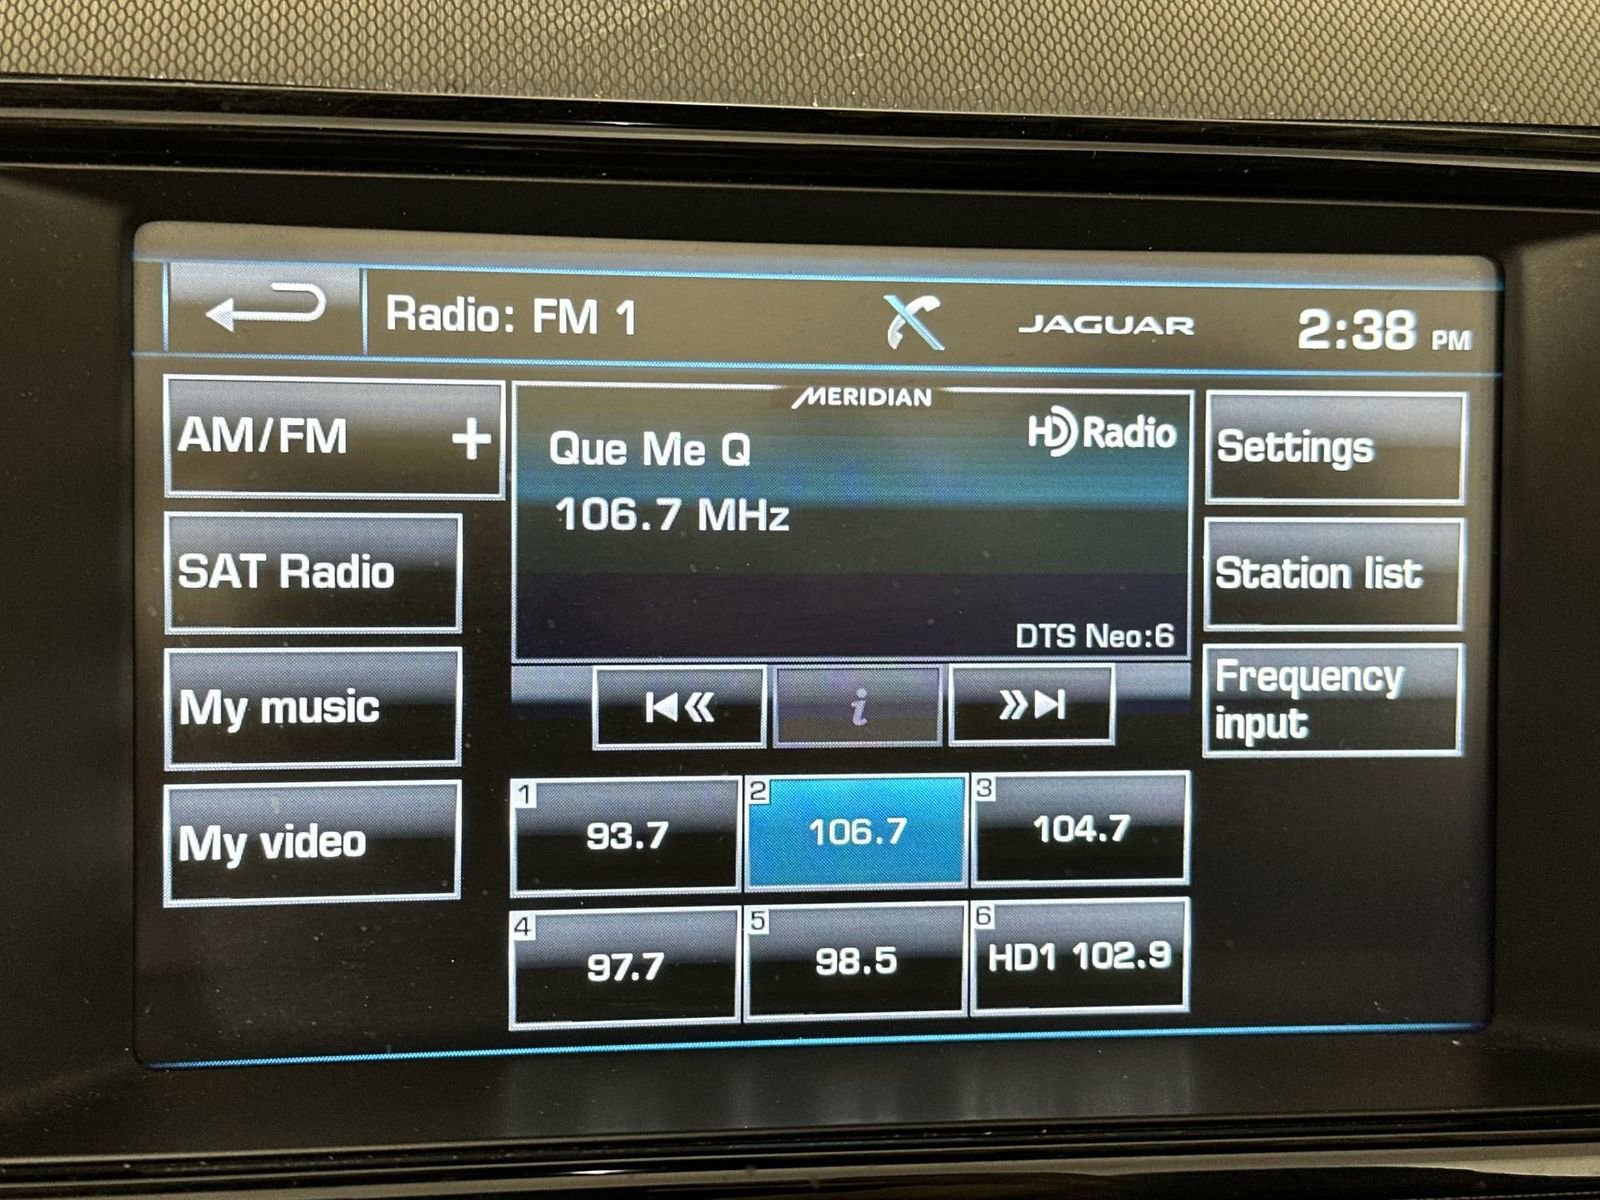 Radio: FM 1
JAGUAR
2:38 PM
AM/FM +
SAT Radio
My music
My video
MERIDIAN
HD Radio
Que Me Q
106.7 MHz
DTS Neo:6
i
Settings
Station list
Frequency
input
1 93.7
2 106.7
3 104.7
4 97.7
5 98.5
6 HD1 102.9